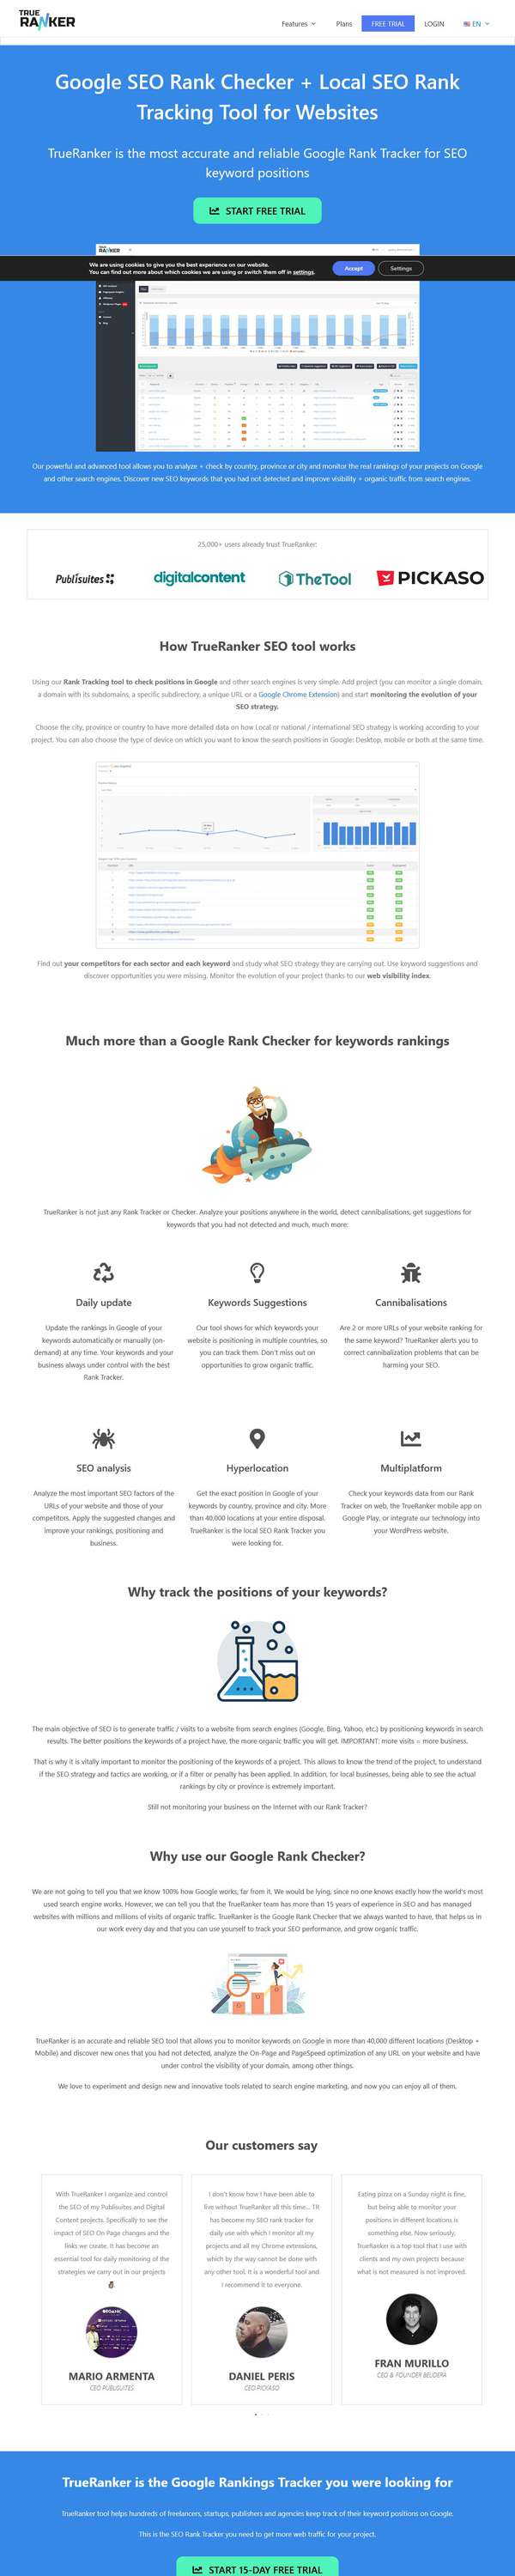 TRUE
RANKER
Features
Plans
FREE TRIAL
LOGIN
EN
Google SEO Rank Checker + Local SEO Rank
Tracking Tool for Websites
TrueRanker is the most accurate and reliable Google Rank Tracker for SEO
keyword positions
START FREE TRIAL
We are using cookies to give you the best experience on our website.
You can find out more about which cookies we are using or switch them off in settings.
Accept
Settings
Our powerful and advanced tool allows you to analyze + check by country, province or city and monitor the real rankings of your projects on Google
and other search engines. Discover new SEO keywords that you had not detected and improve visibility + organic traffic from search engines.
25,000+ users already trust TrueRanker:
Publisuites
digitalcontent
TheTool
PICKASO
How TrueRanker SEO tool works
Using our Rank Tracking tool to check positions in Google and other search engines is very simple. Add project (you can monitor a single domain,
a domain with its subdomains, a specific subdirectory, a unique URL or a Google Chrome Extension) and start monitoring the evolution of your
SEO strategy.
Choose the city, province or country to have more detailed data on how Local or national / international SEO strategy is working according to your
project. You can also choose the type of device on which you want to know the search positions in Google: Desktop, mobile or both at the same time.
Find out your competitors for each sector and each keyword and study what SEO strategy they are carrying out. Use keyword suggestions and
discover opportunities you were missing. Monitor the evolution of your project thanks to our web visibility index.
Much more than a Google Rank Checker for keywords rankings
TrueRanker is not just any Rank Tracker or Checker. Analyze your positions anywhere in the world, detect cannibalisations, get suggestions for
keywords that you had not detected and much, much more:
Daily update
Update the rankings in Google of your
keywords automatically or manually (on-
demand) at any time. Your keywords and your
business always under control with the best
Rank Tracker.
Keywords Suggestions
Our tool shows for which keywords your
website is positioning in multiple countries, so
you can track them. Don't miss out on
opportunities to grow organic traffic.
Cannibalisations
Are 2 or more URLs of your website ranking for
the same keyword? TrueRanker alerts you to
correct cannibalization problems that can be
harming your SEO.
SEO analysis
Analyze the most important SEO factors of the
URLs of your website and those of your
competitors. Apply the suggested changes and
improve your rankings, positioning and
business.
Hyperlocation
Get the exact position in Google of your
keywords by country, province and city. More
than 40,000 locations at your entire disposal.
TrueRanker is the local SEO Rank Tracker you
were looking for.
Multiplatform
Check your keywords data from our Rank
Tracker on web, the TrueRanker mobile app on
Google Play, or integrate our technology into
your WordPress website.
Why track the positions of your keywords?
The main objective of SEO is to generate traffic / visits to a website from search engines (Google, Bing, Yahoo, etc.) by positioning keywords in search
results. The better positions the keywords of a project have, the more organic traffic you will get. IMPORTANT: more visits = more business.
That is why it is vitally important to monitor the positioning of the keywords of a project. This allows to know the trend of the project, to understand
if the SEO strategy and tactics are working, or if a filter or penalty has been applied. In addition, for local businesses, being able to see the actual
rankings by city or province is extremely important.
Still not monitoring your business on the Internet with our Rank Tracker?
Why use our Google Rank Checker?
We are not going to tell you that we know 100% how Google works, far from it. We would be lying, since no one knows exactly how the world's most
used search engine works. However, we can tell you that the TrueRanker team has more than 15 years of experience in SEO and has managed
websites with millions and millions of visits of organic traffic. TrueRanker is the Google Rank Checker that we always wanted to have, that helps us in
our work every day and that you can use yourself to track your SEO performance, and grow organic traffic.
TrueRanker is an accurate and reliable SEO tool that allows you to monitor keywords on Google in more than 40,000 different locations (Desktop +
Mobile) and discover new ones that you had not detected, analyze the On-Page and PageSpeed optimization of any URL on your website and have
under control the visibility of your domain, among other things.
We love to experiment and design new and innovative tools related to search engine marketing, and now you can enjoy all of them.
Our customers say
With TrueRanker I organize and control
the SEO of my Publisuites and Digital
Content projects. Specifically to see the
impact of SEO On Page changes and the
links we create. It has become an
essential tool for daily monitoring of the
strategies we carry out in our projects
MARIO ARMENTA
CEO PUBLISUITES
I don't know how I have been able to
live without TrueRanker all this time... TR
has become my SEO rank tracker for
daily use with which I monitor all my
projects and all my Chrome extensions,
which by the way cannot be done with
any other tool. It is a wonderful tool and
I recommend it to everyone.
DANIEL PERIS
CEO PICKASO
Eating pizza on a Sunday night is fine,
but being able to monitor your
positions in different locations is
something else. Now seriously,
TrueRanker is a top tool that I use with
clients and my own projects because
what is not measured is not improved.
FRAN MURILLO
CEO & FOUNDER BELOERA
TrueRanker is the Google Rankings Tracker you were looking for
TrueRanker tool helps hundreds of freelancers, startups, publishers and agencies keep track of their keyword positions on Google.
This is the SEO Rank Tracker you need to get more web traffic for your project.
START 15-DAY FREE TRIAL